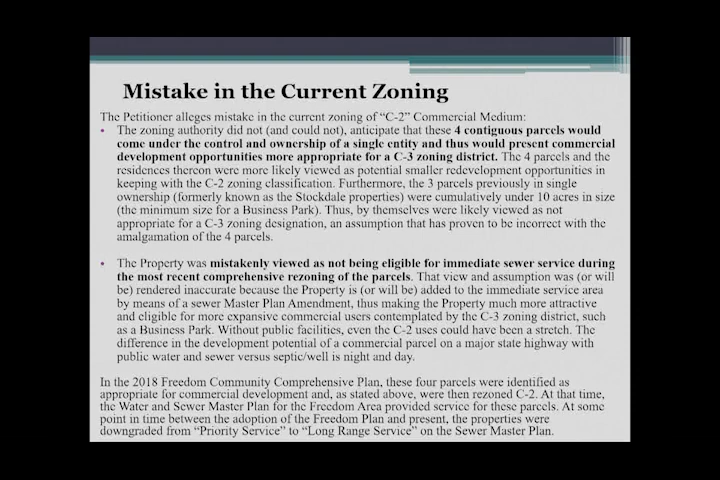 Mistake in the Current Zoning
The Petitioner alleges mistake in the current zoning of “C-2” Commercial Medium:
• The zoning authority did not (and could not), anticipate that these 4 contiguous parcels would
come under the control and ownership of a single entity and thus would present commercial
development opportunities more appropriate for a C-3 zoning district. The 4 parcels and the
residences thereon were more likely viewed as potential smaller redevelopment opportunities in
keeping with the C-2 zoning classification. Furthermore, the 3 parcels previously in single
ownership (formerly known as the Stockdale properties) were cumulatively under 10 acres in size
(the minimum size for a Business Park). Thus, by themselves were likely viewed as not
appropriate for a C-3 zoning designation, an assumption that has proven to be incorrect with the
amalgamation of the 4 parcels.
• The Property was mistakenly viewed as not being eligible for immediate sewer service during
the most recent comprehensive rezoning of the parcels. That view and assumption was (or will
be) rendered inaccurate because the Property is (or will be) added to the immediate service area
by means of a sewer Master Plan Amendment, thus making the Property much more attractive
and eligible for more expansive commercial users contemplated by the C-3 zoning district, such
as a Business Park. Without public facilities, even the C-2 uses could have been a stretch. The
difference in the development potential of a commercial parcel on a major state highway with
public water and sewer versus septic/well is night and day.
In the 2018 Freedom Community Comprehensive Plan, these four parcels were identified as
appropriate for commercial development and, as stated above, were then rezoned C-2. At that time,
the Water and Sewer Master Plan for the Freedom Area provided service for these parcels. At some
point in time between the adoption of the Freedom Plan and present, the properties were
downgraded from “Priority Service” to “Long Range Service” on the Sewer Master Plan.